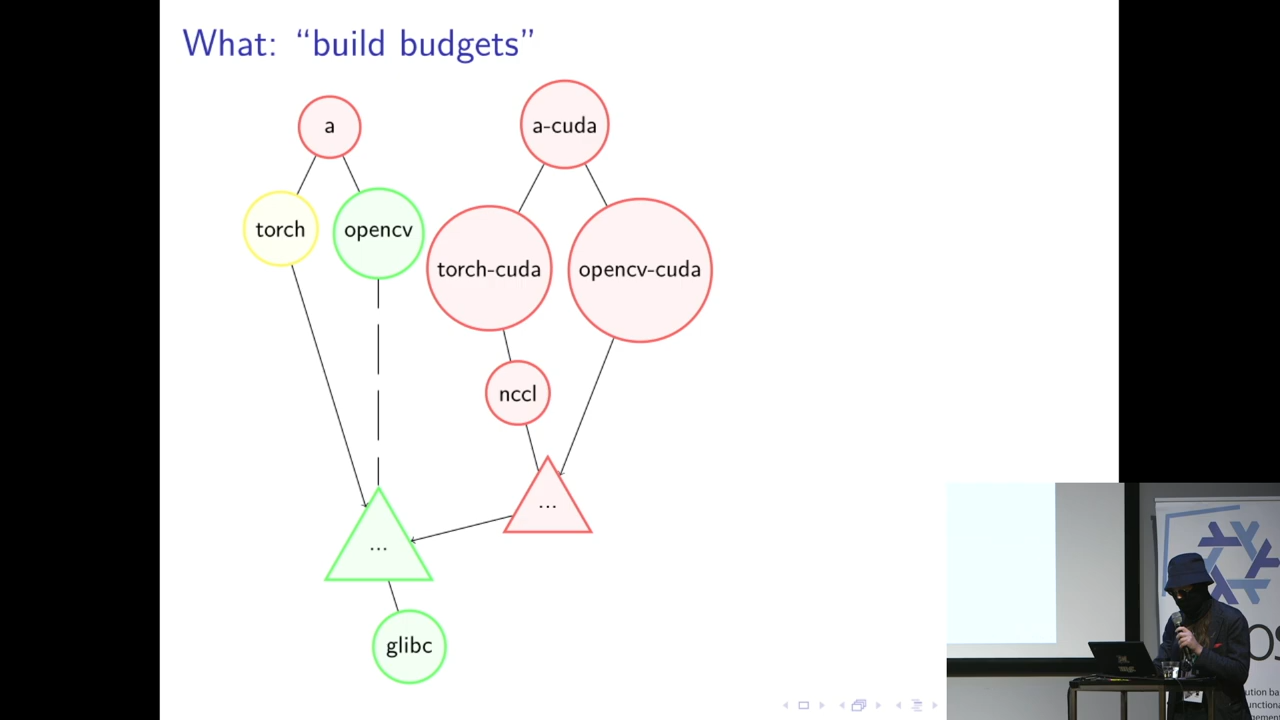 What: “build budgets”
a
a-cuda
torch
opencv
torch-cuda
opencv-cuda
nccl
...
...
glibc